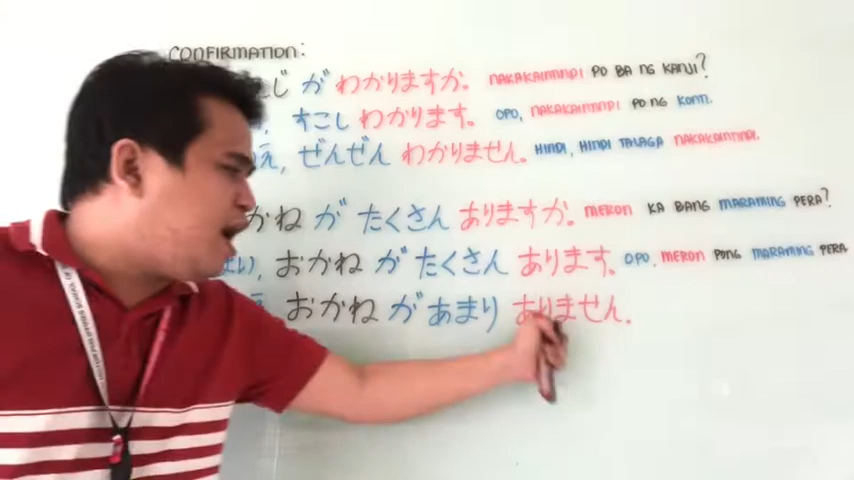 CONFIRMATION:
じ が わかりますか。 NAKAKAINTINDI PO BA NG KANJI?
すこし わかります。 OPO, NAKAKAINTINDI PO NG KONTI.
え, ぜんぜん わかりません。 HINDI, HINDI TALAGA NAKAKAINTINDI.
かね が たくさん ありますか。 MERON KA BANG MARAMING PERA?
はい, おかね が たくさん あります。 OPO, MERON PONG MARAMING PERA
え, おかね が あまり ありません。